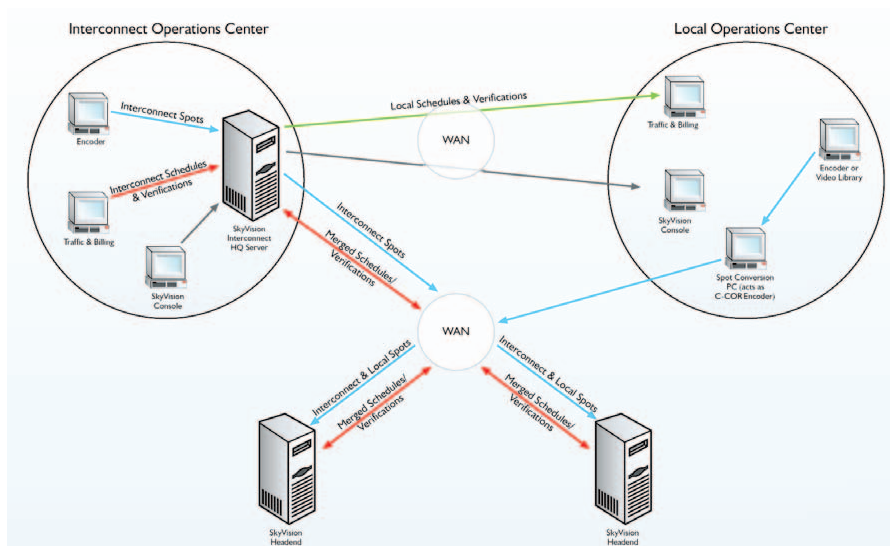 Interconnect Operations Center
Local Operations Center
Encoder
Interconnect Spots
Interconnect Schedules
& Verifications
Traffic & Billing
SkyVision
Console
SkyVision
Interconnect
HQ Server
Local Schedules & Verifications
WAN
Traffic & Billing
SkyVision
Console
Encoder or
Video Library
Spot Conversion
PC (acts as
C-COR Encoder)
Interconnect Spots
Merged Schedules/
Verifications
WAN
Interconnect & Local Spots
Merged Schedules/
Verifications
Interconnect & Local Spots
Merged Schedules/
Verifications
SkyVision
Headend
SkyVision
Headend